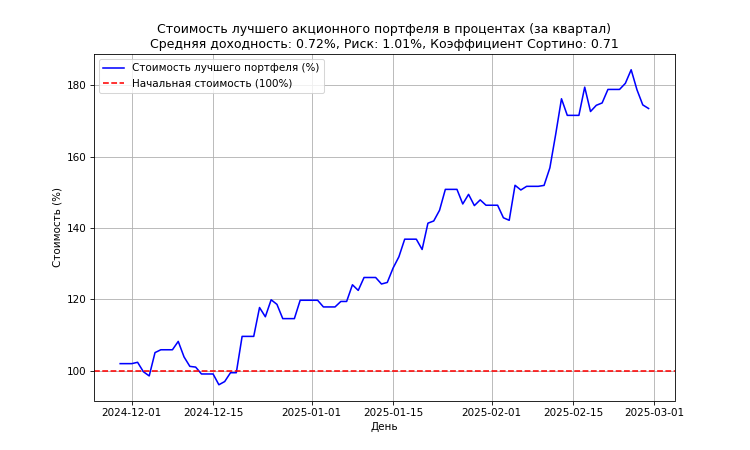 Стоимость лучшего акционного портфеля в процентах (за квартал)
Средняя доходность: 0.72%, Риск: 1.01%, Коэффициент Сортино: 0.71
Стоимость лучшего портфеля (%)
Начальная стоимость (100%)
Стоимость (%)
180
160
140
120
100
2024-12-01 2024-12-15 2025-01-01 2025-01-15 2025-02-01 2025-02-15 2025-03-01
День